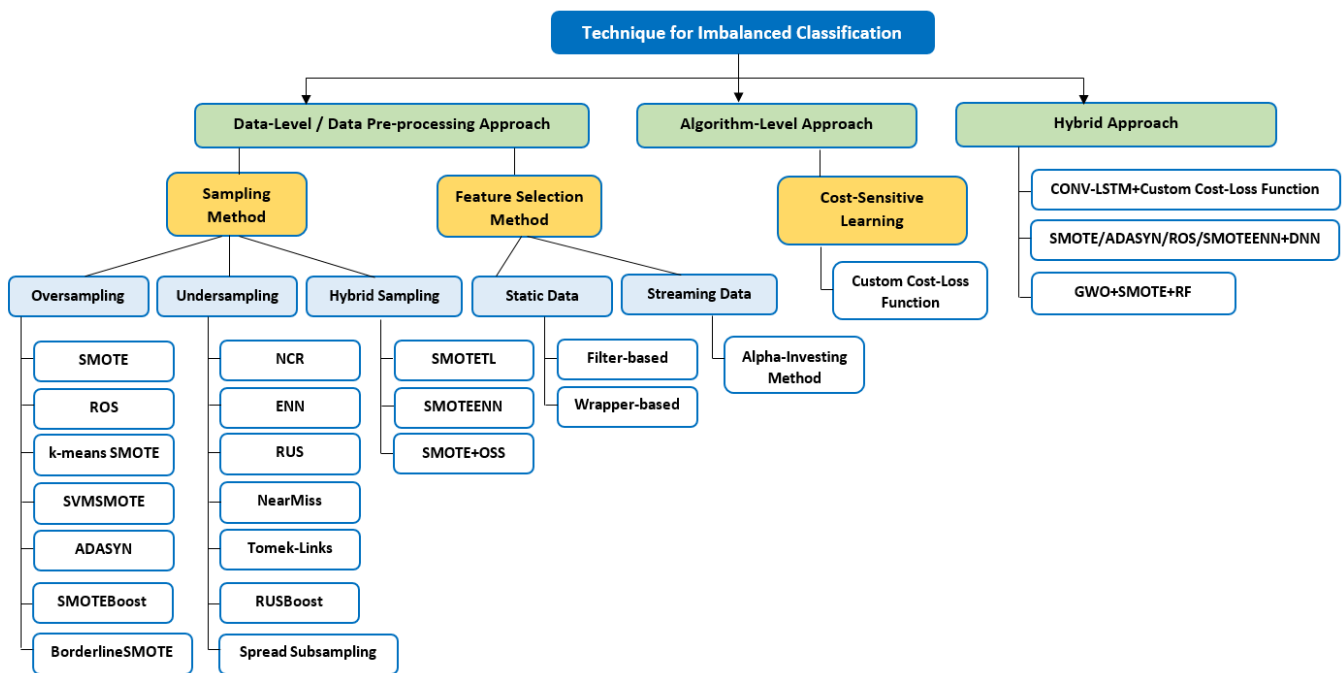 Technique for Imbalanced Classification
Data-Level / Data Pre-processing Approach
Algorithm-Level Approach
Hybrid Approach
Sampling
Method
Feature Selection
Method
Cost-Sensitive
Learning
CONV-LSTM+Custom Cost-Loss Function
SMOTE/ADASYN/ROS/SMOTEENN+DNN
GWO+SMOTE+RF
Oversampling
Undersampling
Hybrid Sampling
Static Data
Streaming Data
Custom Cost-Loss
Function
SMOTE
ROS
k-means SMOTE
SVMSMOTE
ADASYN
SMOTEBoost
BorderlineSMOTE
NCR
ENN
RUS
NearMiss
Tomek-Links
RUSBoost
Spread Subsampling
SMOTETL
SMOTEENN
SMOTE+OSS
Filter-based
Wrapper-based
Alpha-Investing
Method